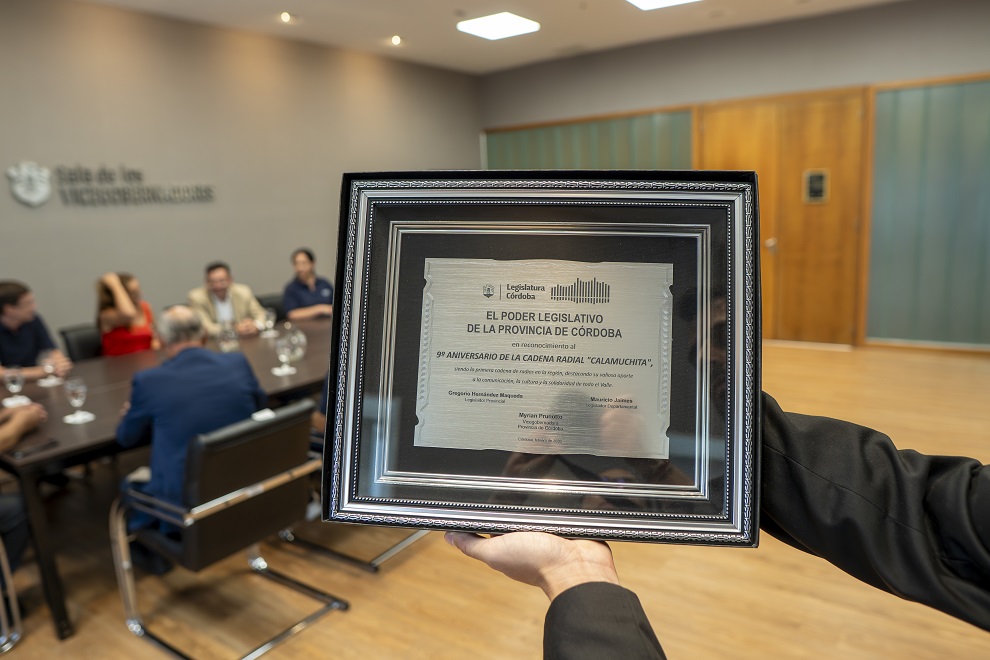 Sala de los
VICEGOBERNADORES
Legislatura
Córdoba
EL PODER LEGISLATIVO
DE LA PROVINCIA DE CÓRDOBA
en reconocimiento al
9º ANIVERSARIO DE LA CADENA RADIAL "CALAMUCHITA",
siendo la primera cadena de radios en la región, destacando su valioso aporte
a la comunicación, la cultura y la solidaridad de todo el Valle.
Gregorio Hernández Maqueda
Legislador Provincial
Mauricio Jaimes
Legislador Departamental
Myrian Prunotto
Vicegobernadora
Provincia de Córdoba
Córdoba,